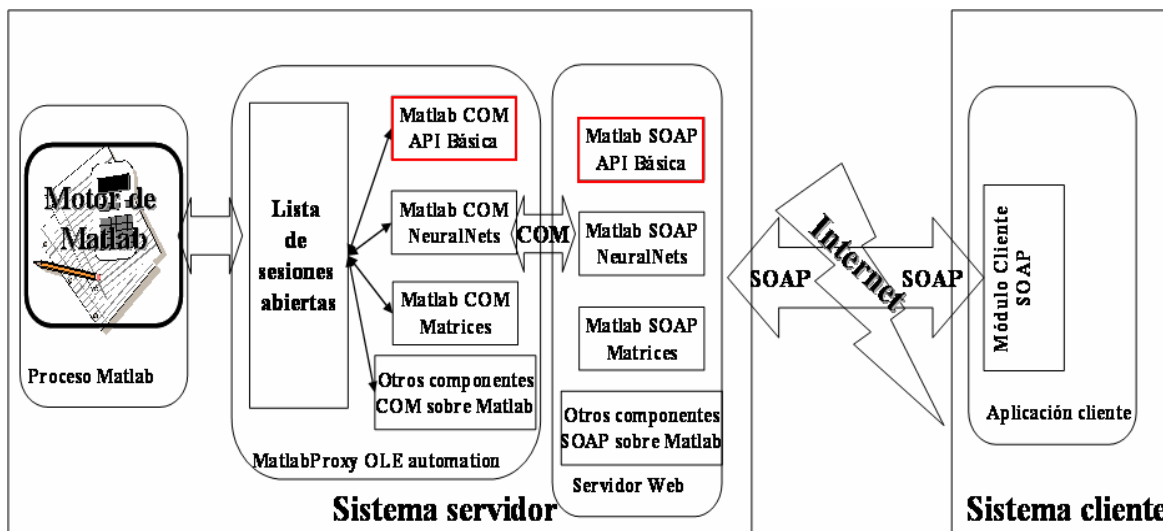 Motor de
Matlab
Proceso Matlab
Lista
de
sesiones
abiertas
Matlab COM
API Básica
Matlab COM
NeuralNets
Matlab COM
Matrices
Otros componentes
COM sobre Matlab
MatlabProxy OLE automation
COM
Matlab SOAP
API Básica
Matlab SOAP
NeuralNets
Matlab SOAP
Matrices
Otros componentes
SOAP sobre Matlab
Servidor Web
Sistema servidor
SOAP
Internet
SOAP
Módulo Cliente
SOAP
Aplicación cliente
Sistema cliente